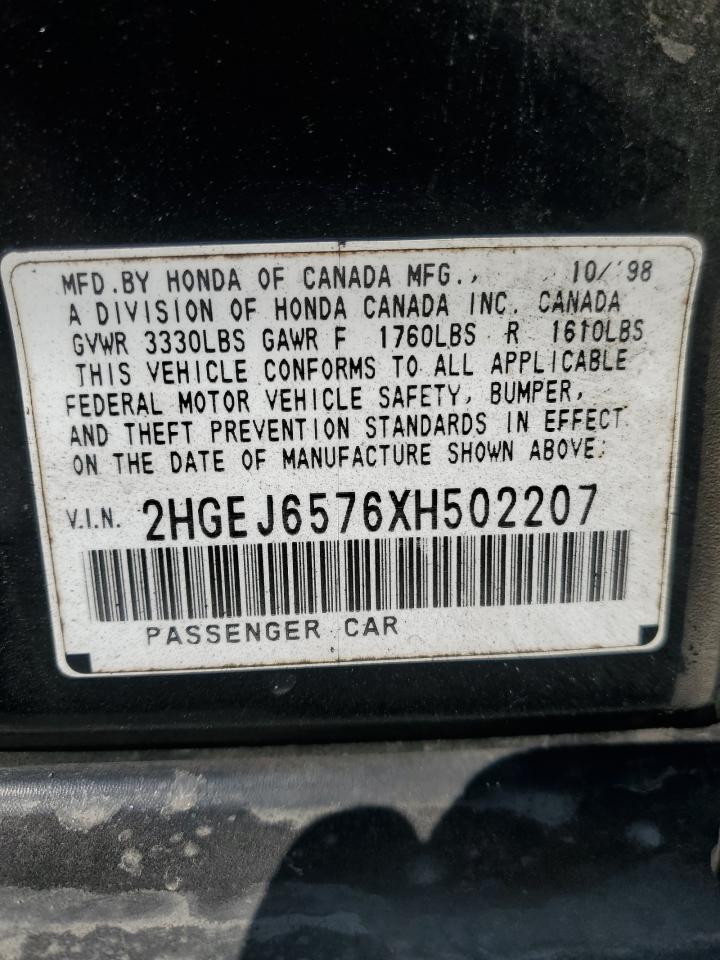 MFD.BY HONDA OF CANADA MFG., 10/'98
A DIVISION OF HONDA CANADA INC. CANADA
GVWR 3330LBS GAWR F 1760LBS R 1610LBS
THIS VEHICLE CONFORMS TO ALL APPLICABLE
FEDERAL MOTOR VEHICLE SAFETY, BUMPER,
AND THEFT PREVENTION STANDARDS IN EFFECT
ON THE DATE OF MANUFACTURE SHOWN ABOVE.
V.I.N. 2HGEJ6576XH502207
PASSENGER CAR